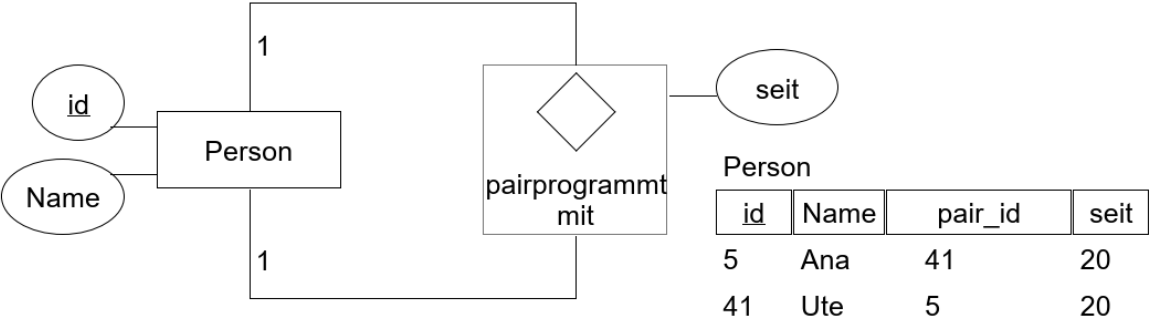 1
id
seit
Person
Name
pairprogrammt
mit
1
Person
id Name pair_id seit
5 Ana 41 20
41 Ute 5 20